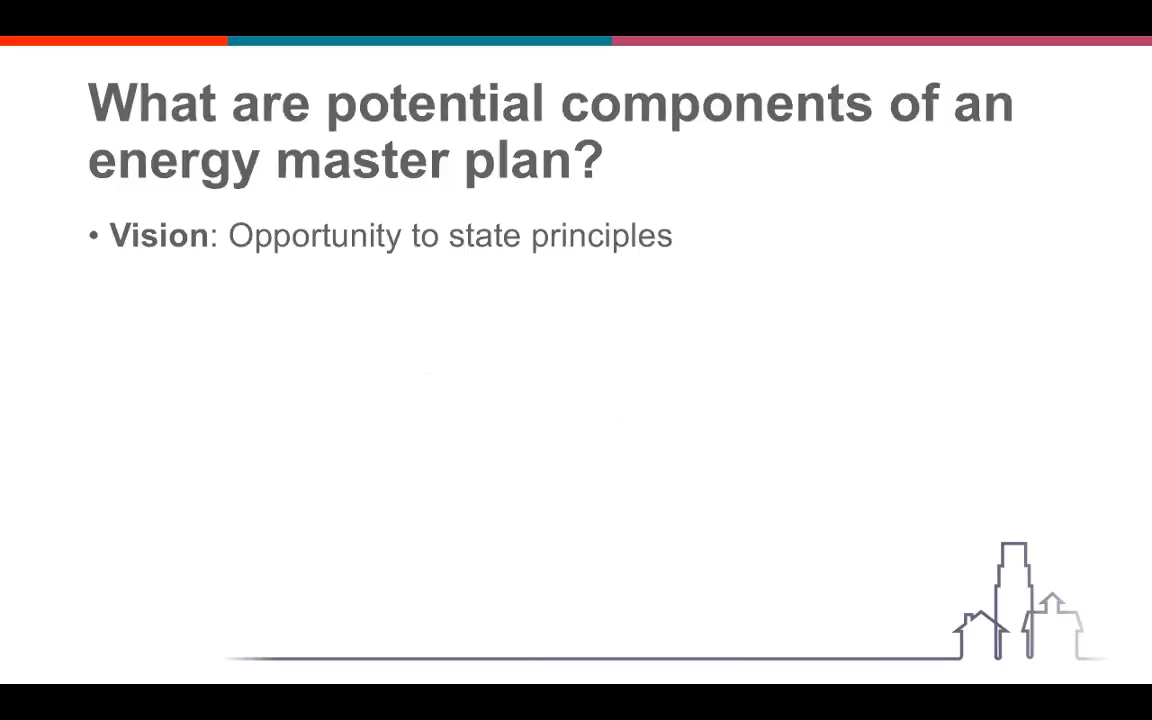 What are potential components of an
energy master plan?
• Vision: Opportunity to state principles